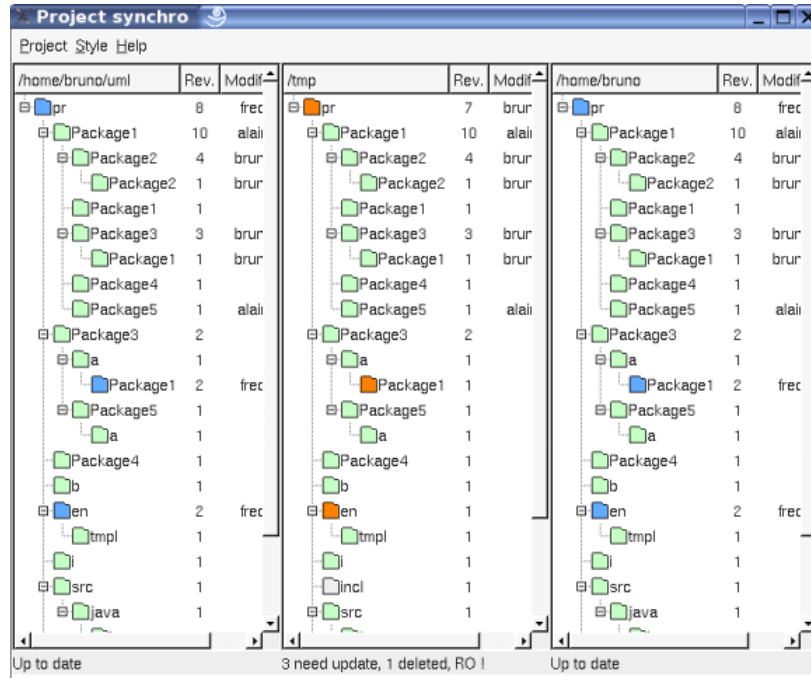 Project synchro
Project Style Help
/home/bruno/uml Rev. Modif
pr 8 fred
Package1 10 alain
Package2 4 brun
Package2 1 brun
Package1 1
Package3 3 brun
Package1 1 brun
Package4 1
Package5 1 alain
Package3 2
a 1
Package1 2 fred
Package5 1
a 1
Package4 1
b 1
en 2 fred
tmpl 1
i 1
src 1
java 1
Up to date
/tmp Rev. Modif
pr 7 brun
Package1 10 alain
Package2 4 brun
Package2 1 brun
Package1 1
Package3 3 brun
Package1 1 brun
Package4 1
Package5 1 alain
Package3 2
a 1
Package1 1
Package5 1
a 1
Package4 1
b 1
en 1
tmpl 1
i 1
incl 1
src 1
3 need update, 1 deleted, RO !
/home/bruno Rev. Modif
pr 8 fred
Package1 10 alain
Package2 4 brun
Package2 1 brun
Package1 1
Package3 3 brun
Package1 1 brun
Package4 1
Package5 1 alain
Package3 2
a 1
Package1 2 fred
Package5 1
a 1
Package4 1
b 1
en 2 fred
tmpl 1
i 1
src 1
java 1
Up to date